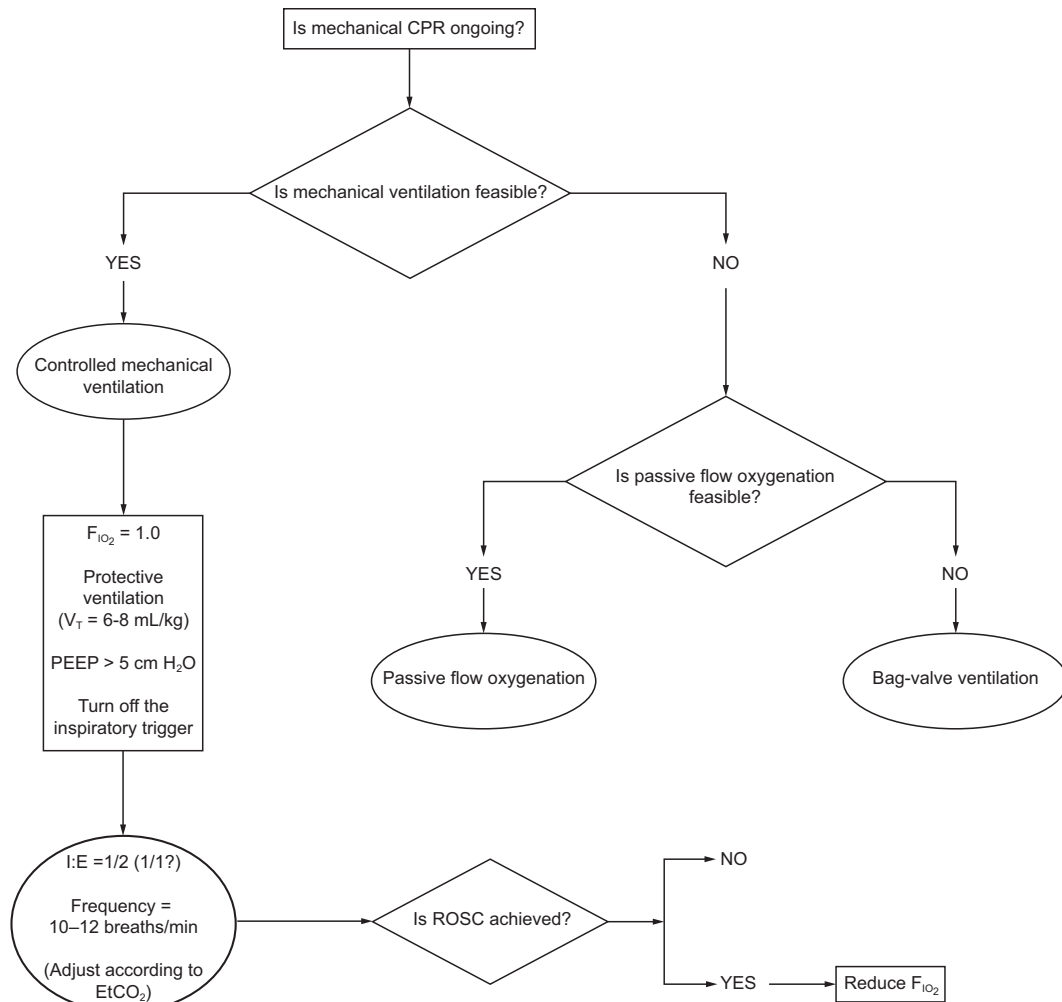 Is mechanical CPR ongoing?
Is mechanical ventilation feasible?
YES
NO
Controlled mechanical
ventilation
Is passive flow oxygenation
feasible?
F_IO₂ = 1.0
Protective
ventilation
(V_T = 6-8 mL/kg)
PEEP > 5 cm H₂O
Turn off the
inspiratory trigger
YES
NO
Passive flow oxygenation
Bag-valve ventilation
I:E =1/2 (1/1?)
Frequency =
10–12 breaths/min
(Adjust according to
EtCO₂)
Is ROSC achieved?
NO
YES
Reduce F_IO₂